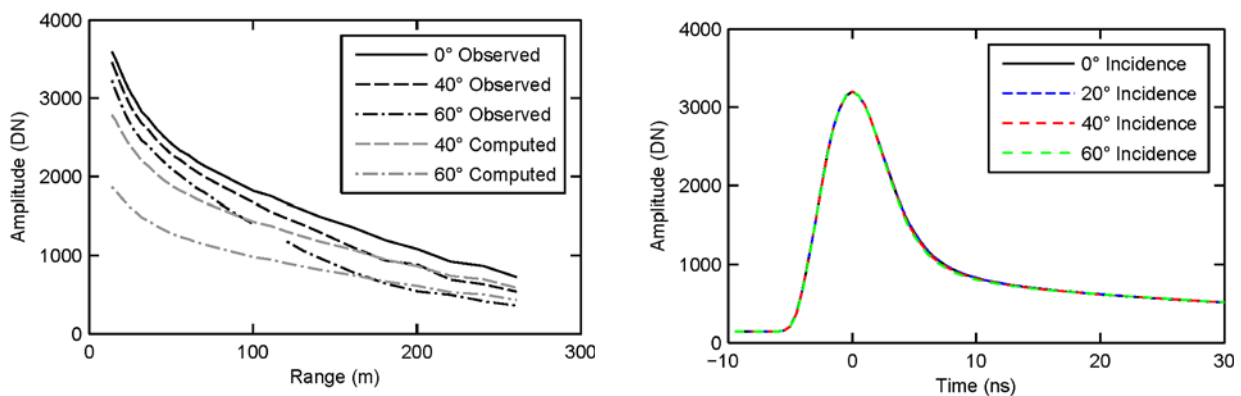 4000
3000
2000
1000
0
0
100
200
300
Amplitude (DN)
Range (m)
0° Observed
40° Observed
60° Observed
40° Computed
60° Computed
4000
3000
2000
1000
0
−10
0
10
20
30
Amplitude (DN)
Time (ns)
0° Incidence
20° Incidence
40° Incidence
60° Incidence